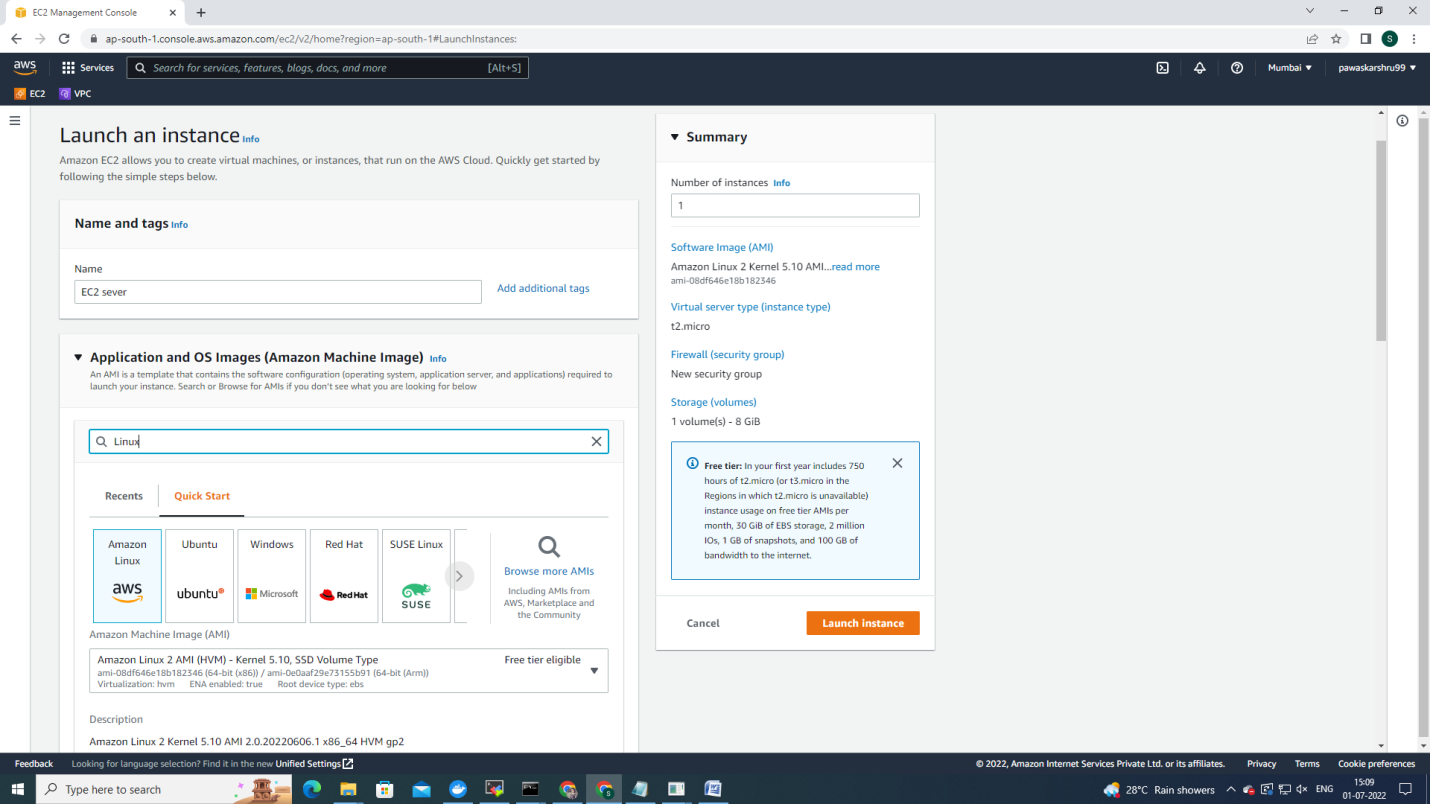 EC2 Management Console
ap-south-1.console.aws.amazon.com/ec2/v2/home?region=ap-south-1#LaunchInstances:
S
aws
Services
Search for services, features, blogs, docs, and more
[Alt+S]
Mumbai
pawaskarshru99
EC2
VPC
Launch an instance Info
Amazon EC2 allows you to create virtual machines, or instances, that run on the AWS Cloud. Quickly get started by
following the simple steps below.
Name and tags Info
Name
EC2 sever
Add additional tags
Application and OS Images (Amazon Machine Image) Info
An AMI is a template that contains the software configuration (operating system, application server, and applications) required to
launch your instance. Search or Browse for AMIs if you don't see what you are looking for below
Linux
Recents
Quick Start
Amazon
Linux
aws
Ubuntu
ubuntu
Windows
Microsoft
Red Hat
Red Hat
SUSE Linux
SUSE
Browse more AMIs
Including AMIs from
AWS, Marketplace and
the Community
Amazon Machine Image (AMI)
Amazon Linux 2 AMI (HVM) - Kernel 5.10, SSD Volume Type
Free tier eligible
ami-08df646e18b182346 (64-bit (x86)) / ami-0e0aaf29e73155b91 (64-bit (Arm))
Virtualization: hvm ENA enabled: true Root device type: ebs
Description
Amazon Linux 2 Kernel 5.10 AMI 2.0.20220606.1 x86_64 HVM gp2
Summary
Number of instances Info
1
Software Image (AMI)
Amazon Linux 2 Kernel 5.10 AMI...read more
ami-08df646e18b182346
Virtual server type (instance type)
t2.micro
Firewall (security group)
New security group
Storage (volumes)
1 volume(s) - 8 GiB
Free tier: In your first year includes 750
hours of t2.micro (or t3.micro in the
Regions in which t2.micro is unavailable)
instance usage on free tier AMIs per
month, 30 GiB of EBS storage, 2 million
IOs, 1 GB of snapshots, and 100 GB of
bandwidth to the internet.
Cancel
Launch instance
Feedback
Looking for language selection? Find it in the new Unified Settings
© 2022, Amazon Internet Services Private Ltd. or its affiliates.
Privacy
Terms
Cookie preferences
Type here to search
28°C Rain showers
ENG
15:09
01-07-2022